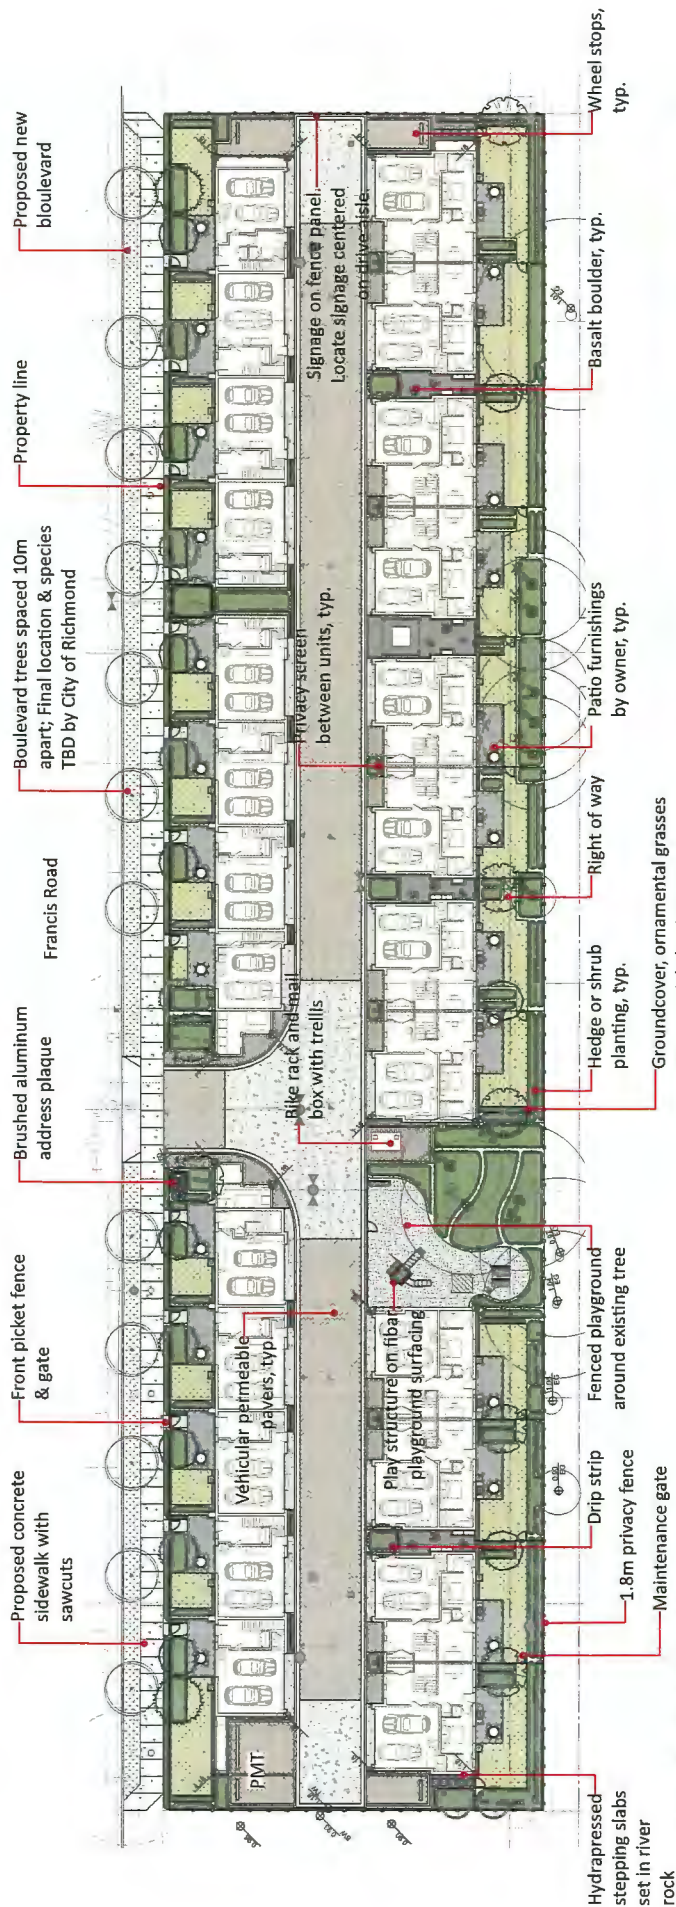 Proposed concrete
sidewalk with
sawcuts
Front picket fence
& gate
Brushed aluminum
address plaque
Francis Road
Boulevard trees spaced 10m
apart; Final location & species
TBD by City of Richmond
Property line
Proposed new
bloulevard
PMT
Vehicular permeable
pavers, typ.
Bike rack and mail
box with trellis
Privacy screen
between units, typ.
Signage on fence panel.
Locate signage centered
on drive aisle.
Play structure on fibar
playground surfacing
Hydrapressed
stepping slabs
set in river
rock
Maintenance gate
1.8m privacy fence
Drip strip
Fenced playground
around existing tree
Groundcover, ornamental grasses
Hedge or shrub
planting, typ.
Right of way
Patio furnishings
by owner, typ.
Basalt boulder, typ.
Wheel stops,
typ.